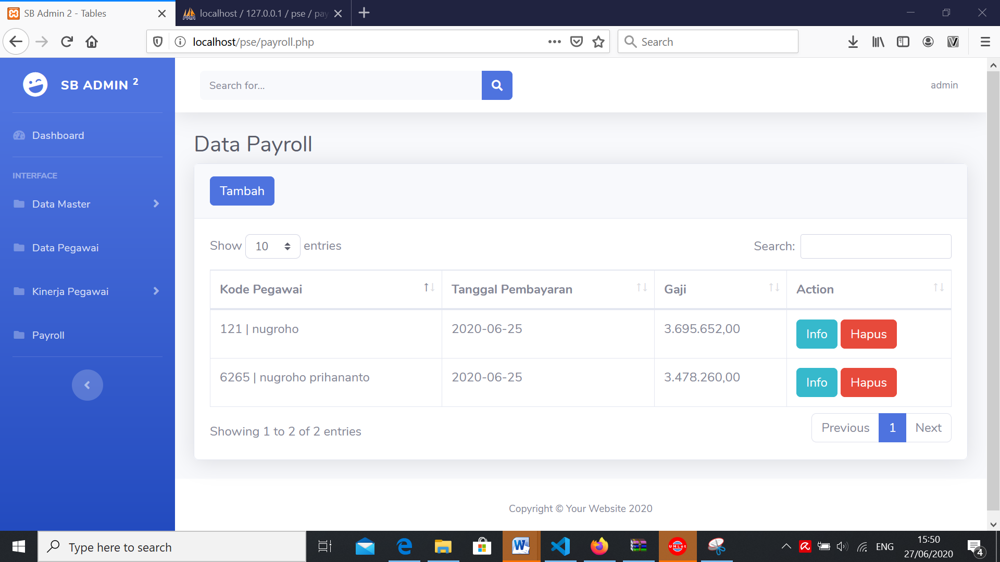 SB Admin 2 - Tables
localhost / 127.0.0.1 / pse / pay
localhost/pse/payroll.php
Search
SB ADMIN 2
Search for...
admin
Dashboard
INTERFACE
Data Master
Data Pegawai
Kinerja Pegawai
Payroll
Data Payroll
Tambah
Show 10 entries
Search:
Kode Pegawai Tanggal Pembayaran Gaji Action
121 | nugroho 2020-06-25 3.695.652,00 Info Hapus
6265 | nugroho prihananto 2020-06-25 3.478.260,00 Info Hapus
Showing 1 to 2 of 2 entries
Previous 1 Next
Copyright © Your Website 2020
Type here to search
UMLet
ENG
15:50
27/06/2020
4